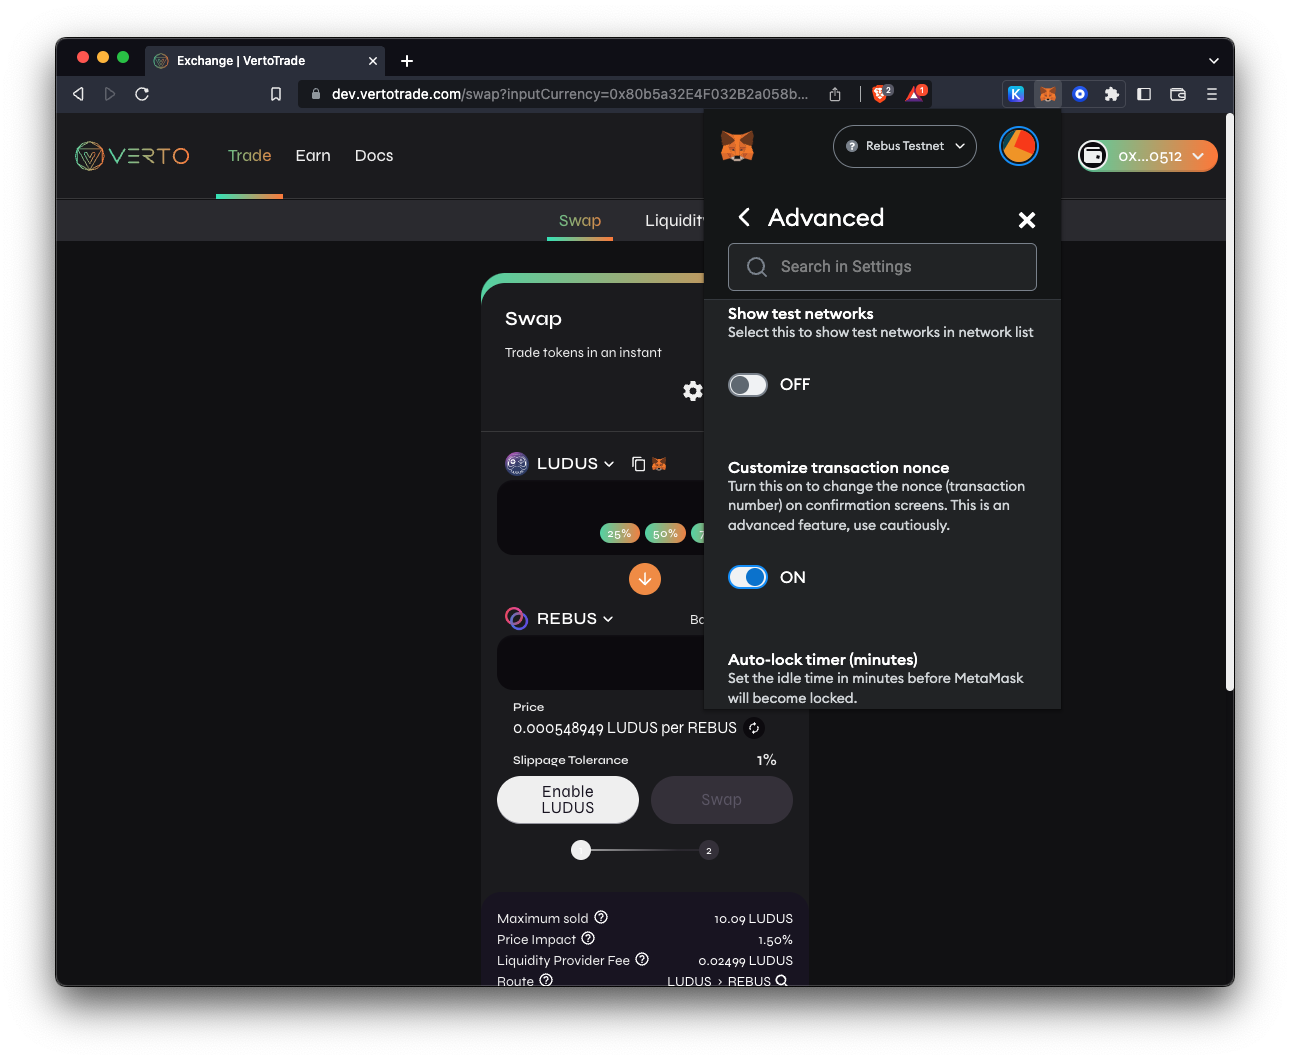 Exchange | VertoTrade
dev.vertotrade.com/swap?inputCurrency=0x80b5a32E4F032B2a058b...
2
1
VERTO
Trade
Earn
Docs
Rebus Testnet
0x...0512
Swap
Advanced
Search in Settings
Swap
Trade tokens in an instant
Show test networks
Select this to show test networks in network list
OFF
LUDUS
25%
50%
Customize transaction nonce
Turn this on to change the nonce (transaction
number) on confirmation screens. This is an
advanced feature, use cautiously.
ON
REBUS
Auto-lock timer (minutes)
Set the idle time in minutes before MetaMask
will become locked.
Price
0.000548949 LUDUS per REBUS
Slippage Tolerance
1%
Enable
LUDUS
Swap
2
Maximum sold
10.09 LUDUS
Price Impact
1.50%
Liquidity Provider Fee
0.02499 LUDUS
Route
LUDUS > REBUS